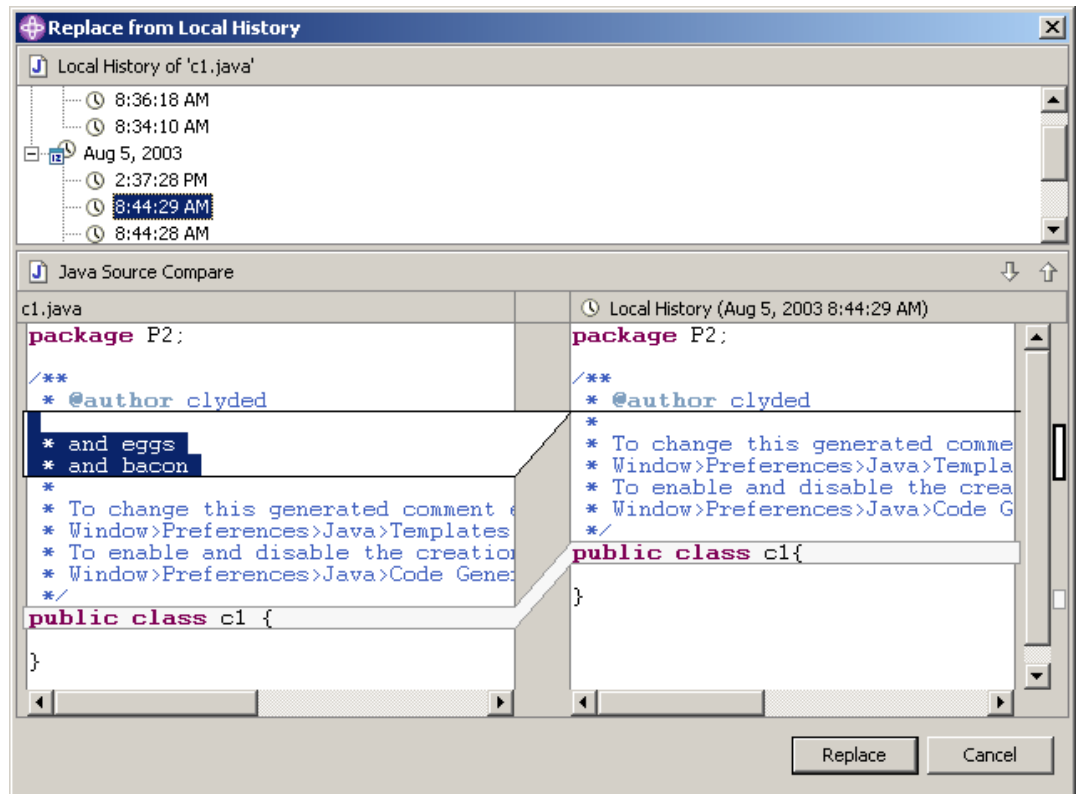 Replace from Local History
Local History of 'c1.java'
8:36:18 AM
8:34:10 AM
12 Aug 5, 2003
2:37:28 PM
8:44:29 AM
8:44:28 AM
Java Source Compare
c1.java
package P2;
/**
* @author clyded
* and eggs
* and bacon
*
* To change this generated comment
* Window>Preferences>Java>Templates
* To enable and disable the creation
* Window>Preferences>Java>Code Gene
*/
public class c1 {
}
Local History (Aug 5, 2003 8:44:29 AM)
package P2;
/**
* @author clyded
*
* To change this generated comme
* Window>Preferences>Java>Templa
* To enable and disable the crea
* Window>Preferences>Java>Code G
*/
public class c1{
}
Replace
Cancel